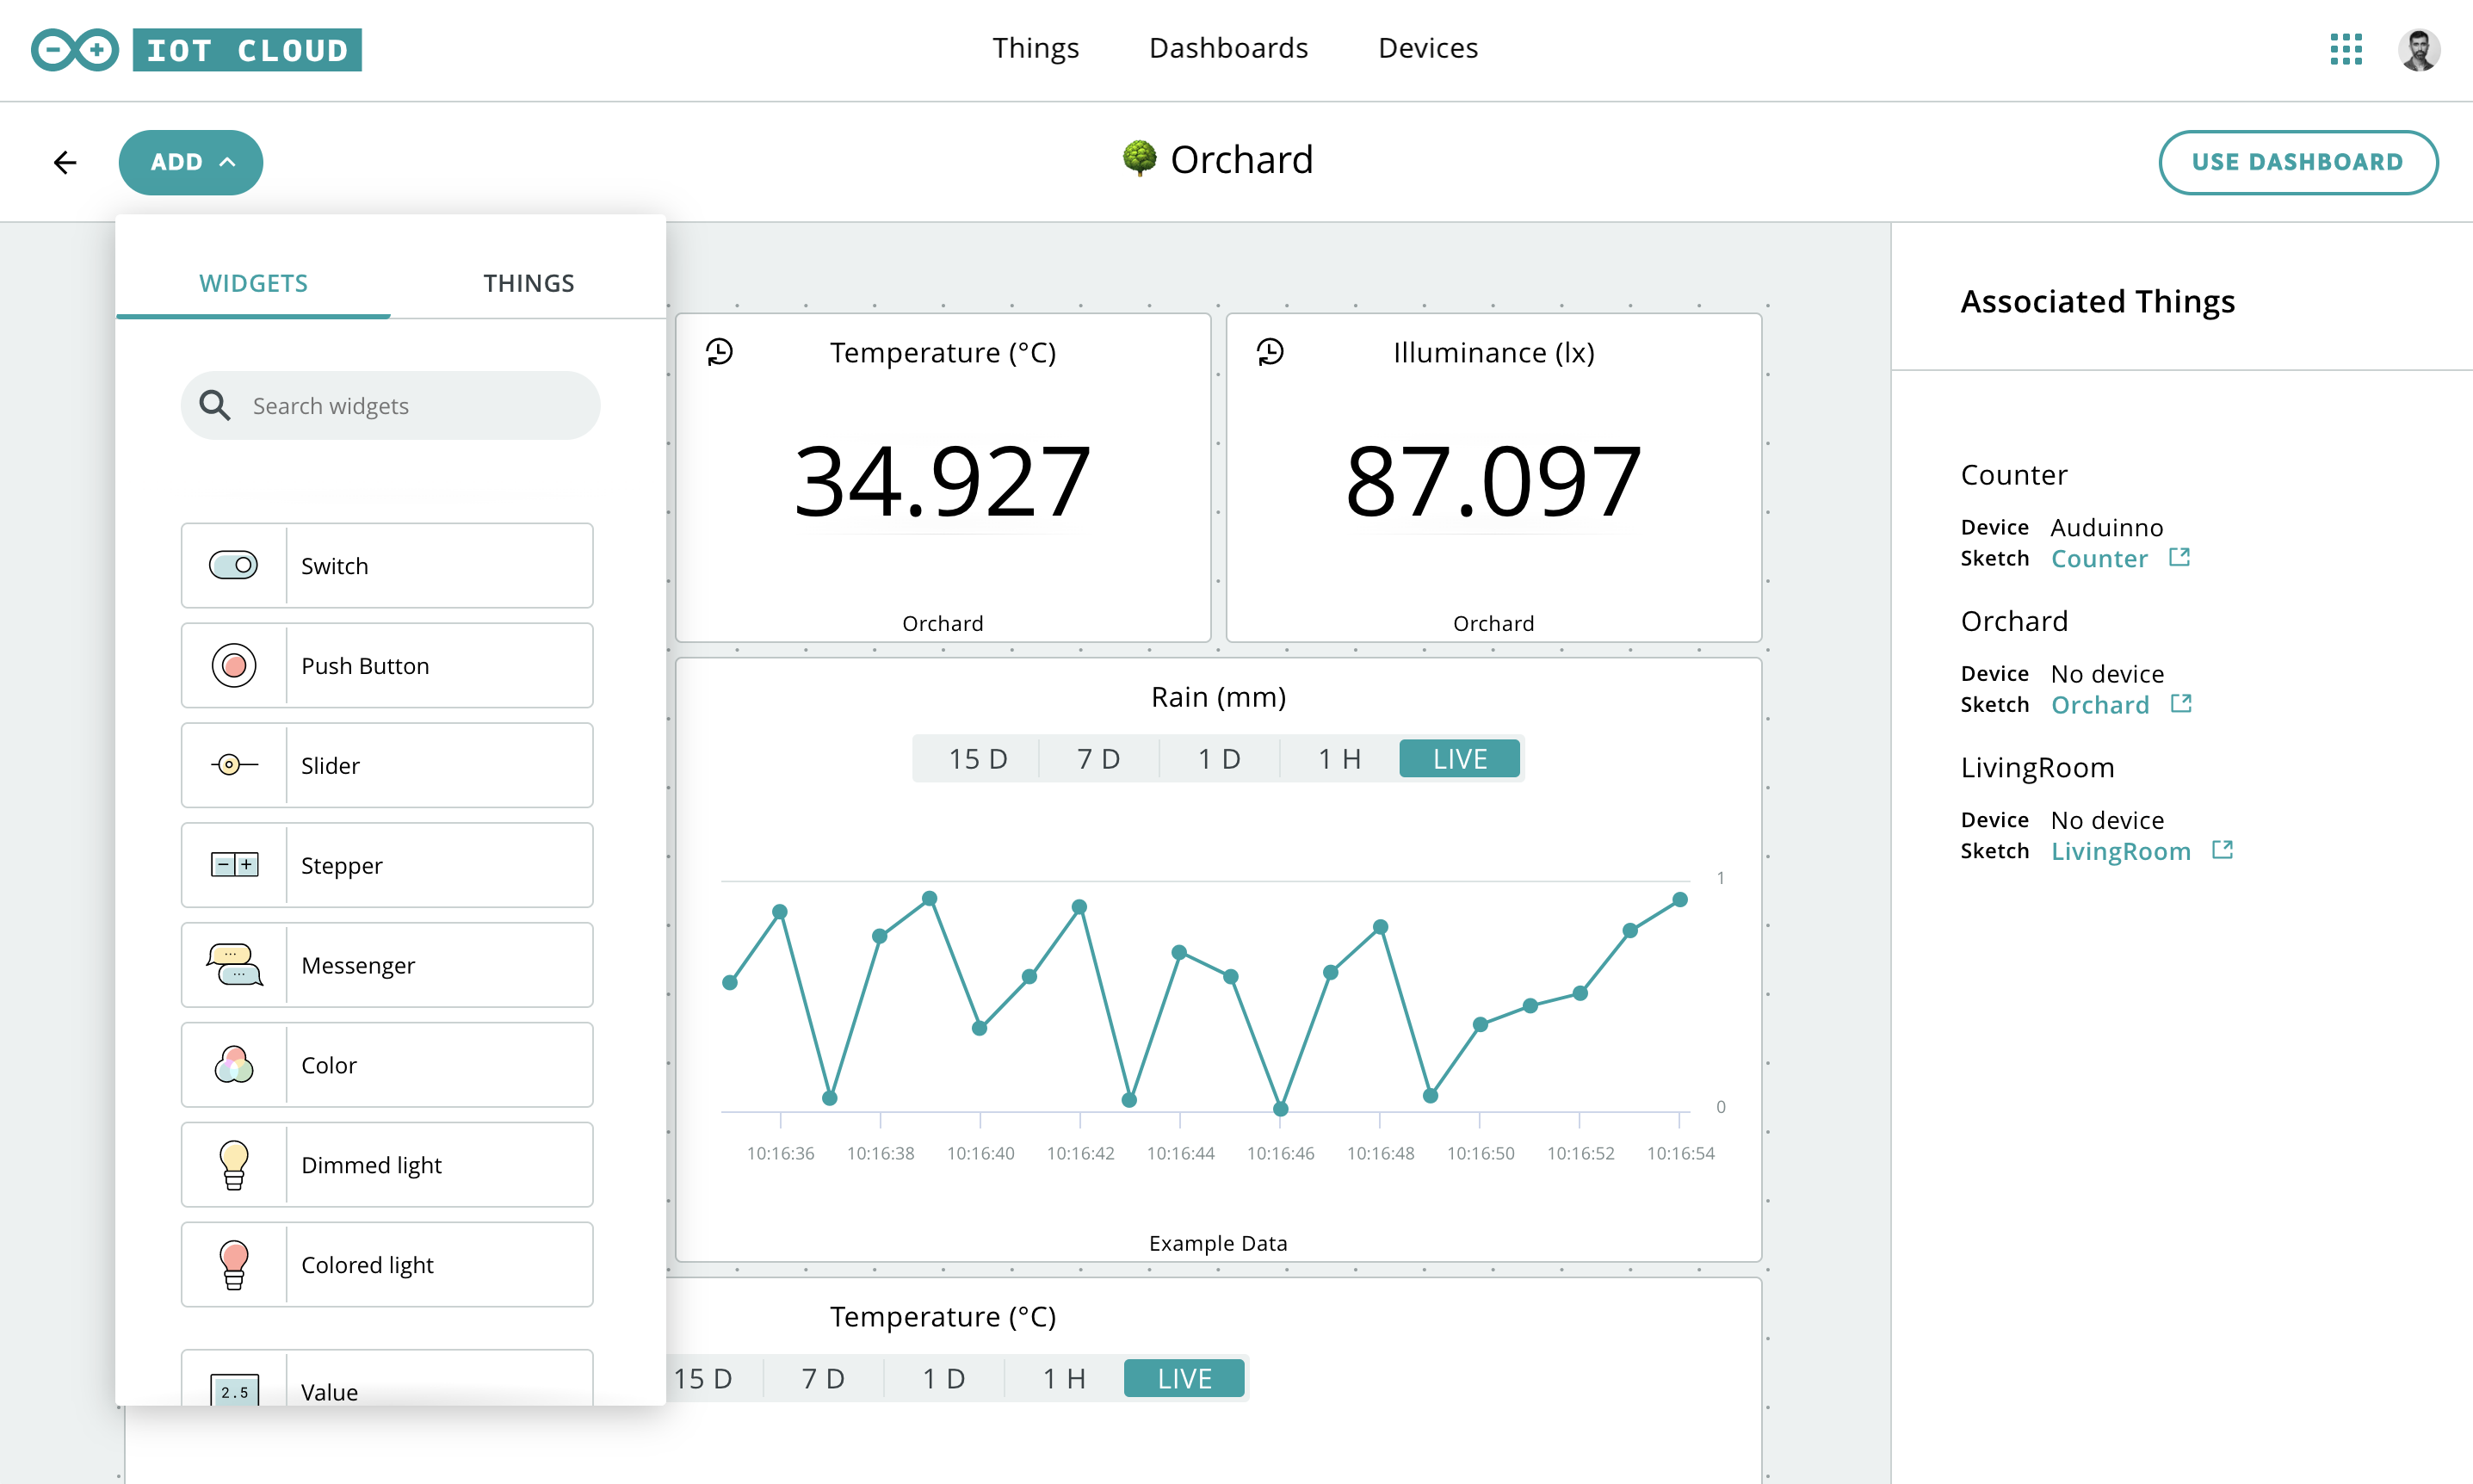 IOT CLOUD
Things
Dashboards
Devices
ADD
Orchard
USE DASHBOARD
WIDGETS
THINGS
Search widgets
Switch
Push Button
Slider
Stepper
Messenger
Color
Dimmed light
Colored light
2.5
Value
Temperature (°C)
34.927
Orchard
Illuminance (lx)
87.097
Orchard
Rain (mm)
15 D
7 D
1 D
1 H
LIVE
1
0
10:16:36
10:16:38
10:16:40
10:16:42
10:16:44
10:16:46
10:16:48
10:16:50
10:16:52
10:16:54
Example Data
Temperature (°C)
15 D
7 D
1 D
1 H
LIVE
Associated Things
Counter
Device Auduinno
Sketch Counter
Orchard
Device No device
Sketch Orchard
LivingRoom
Device No device
Sketch LivingRoom